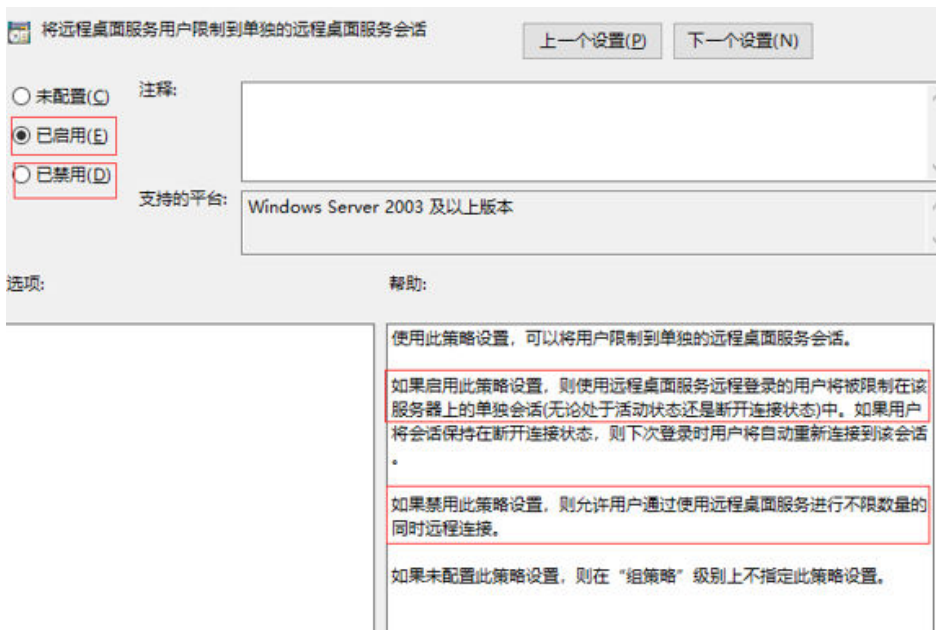 将远程桌面服务用户限制到单独的远程桌面服务会话
上一个设置(P)
下一个设置(N)
未配置(C)
注释:
已启用(E)
已禁用(D)
支持的平台:
Windows Server 2003 及以上版本
选项:
帮助:
使用此策略设置，可以将用户限制到单独的远程桌面服务会话。
如果启用此策略设置，则使用远程桌面服务远程登录的用户将被限制在该
服务器上的单独会话(无论处于活动状态还是断开连接状态)中。如果用户
将会话保持在断开连接状态，则下次登录时用户将自动重新连接到该会话
。
如果禁用此策略设置，则允许用户通过使用远程桌面服务进行不限数量的
同时远程连接。
如果未配置此策略设置，则在“组策略”级别上不指定此策略设置。